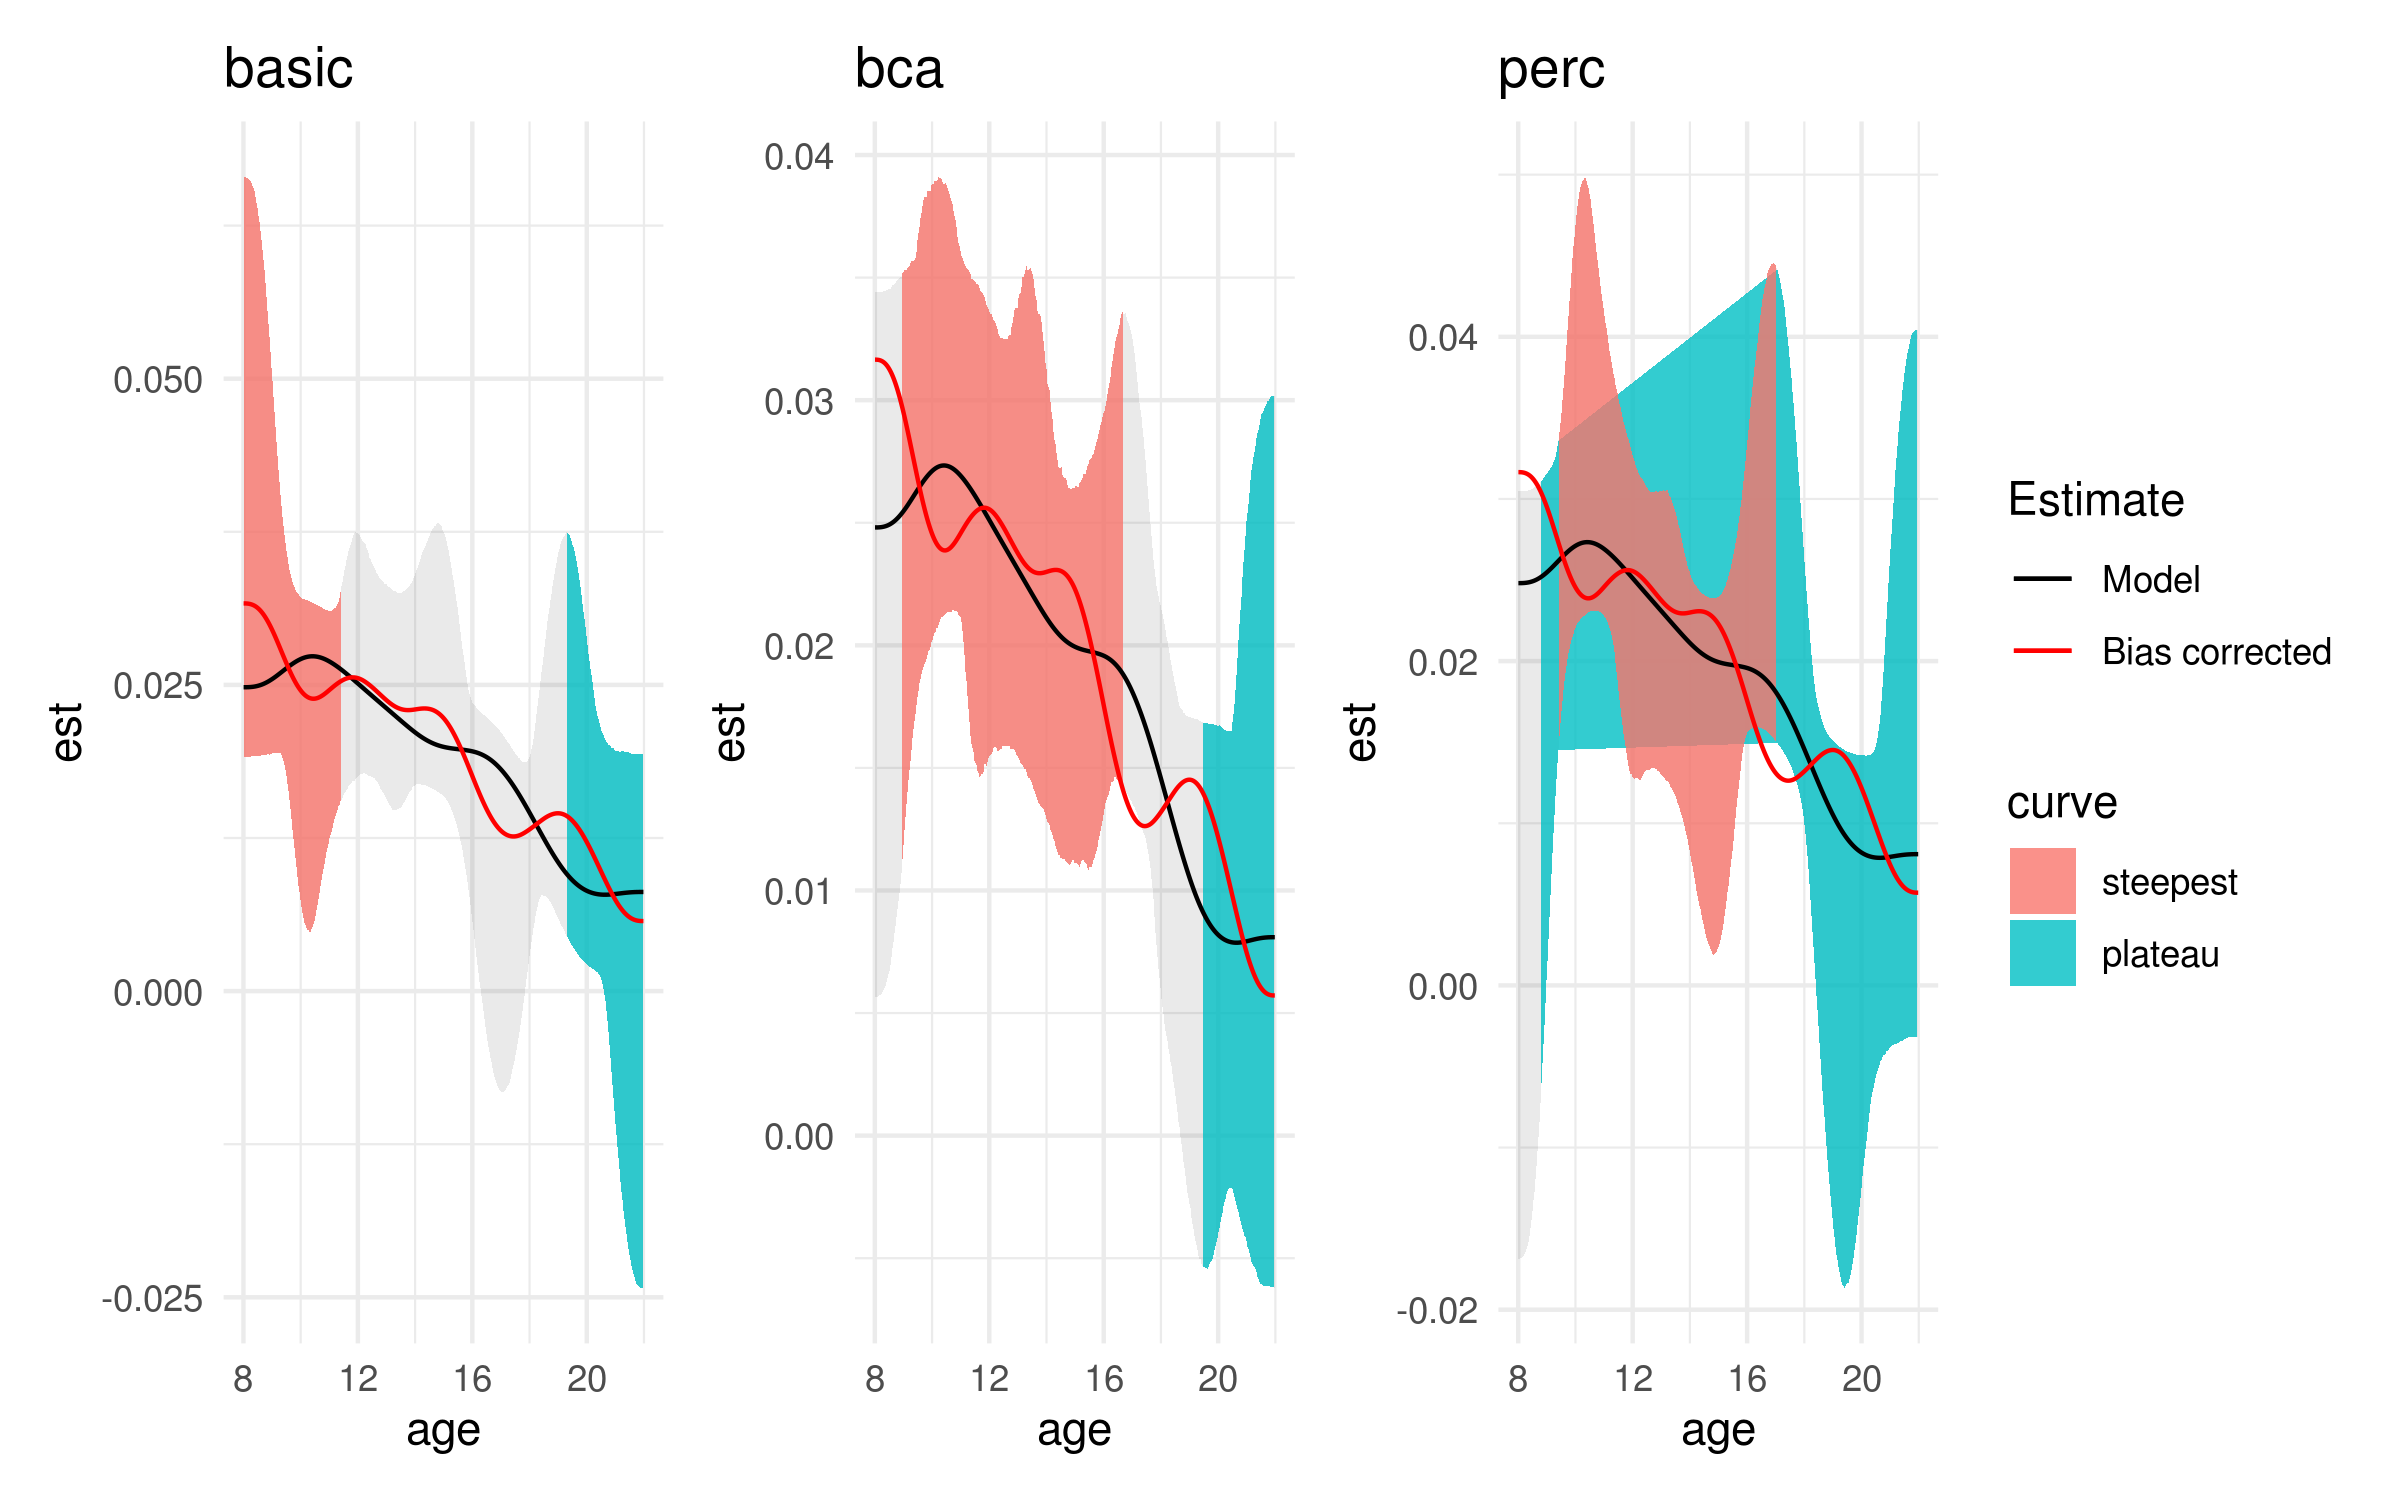 basic
0.050
0.025
0.000
-0.025
est
8 12 16 20
age
bca
0.04
0.03
0.02
0.01
0.00
est
8 12 16 20
age
perc
0.04
0.02
0.00
-0.02
est
8 12 16 20
age
Estimate
Model
Bias corrected
curve
steepest
plateau